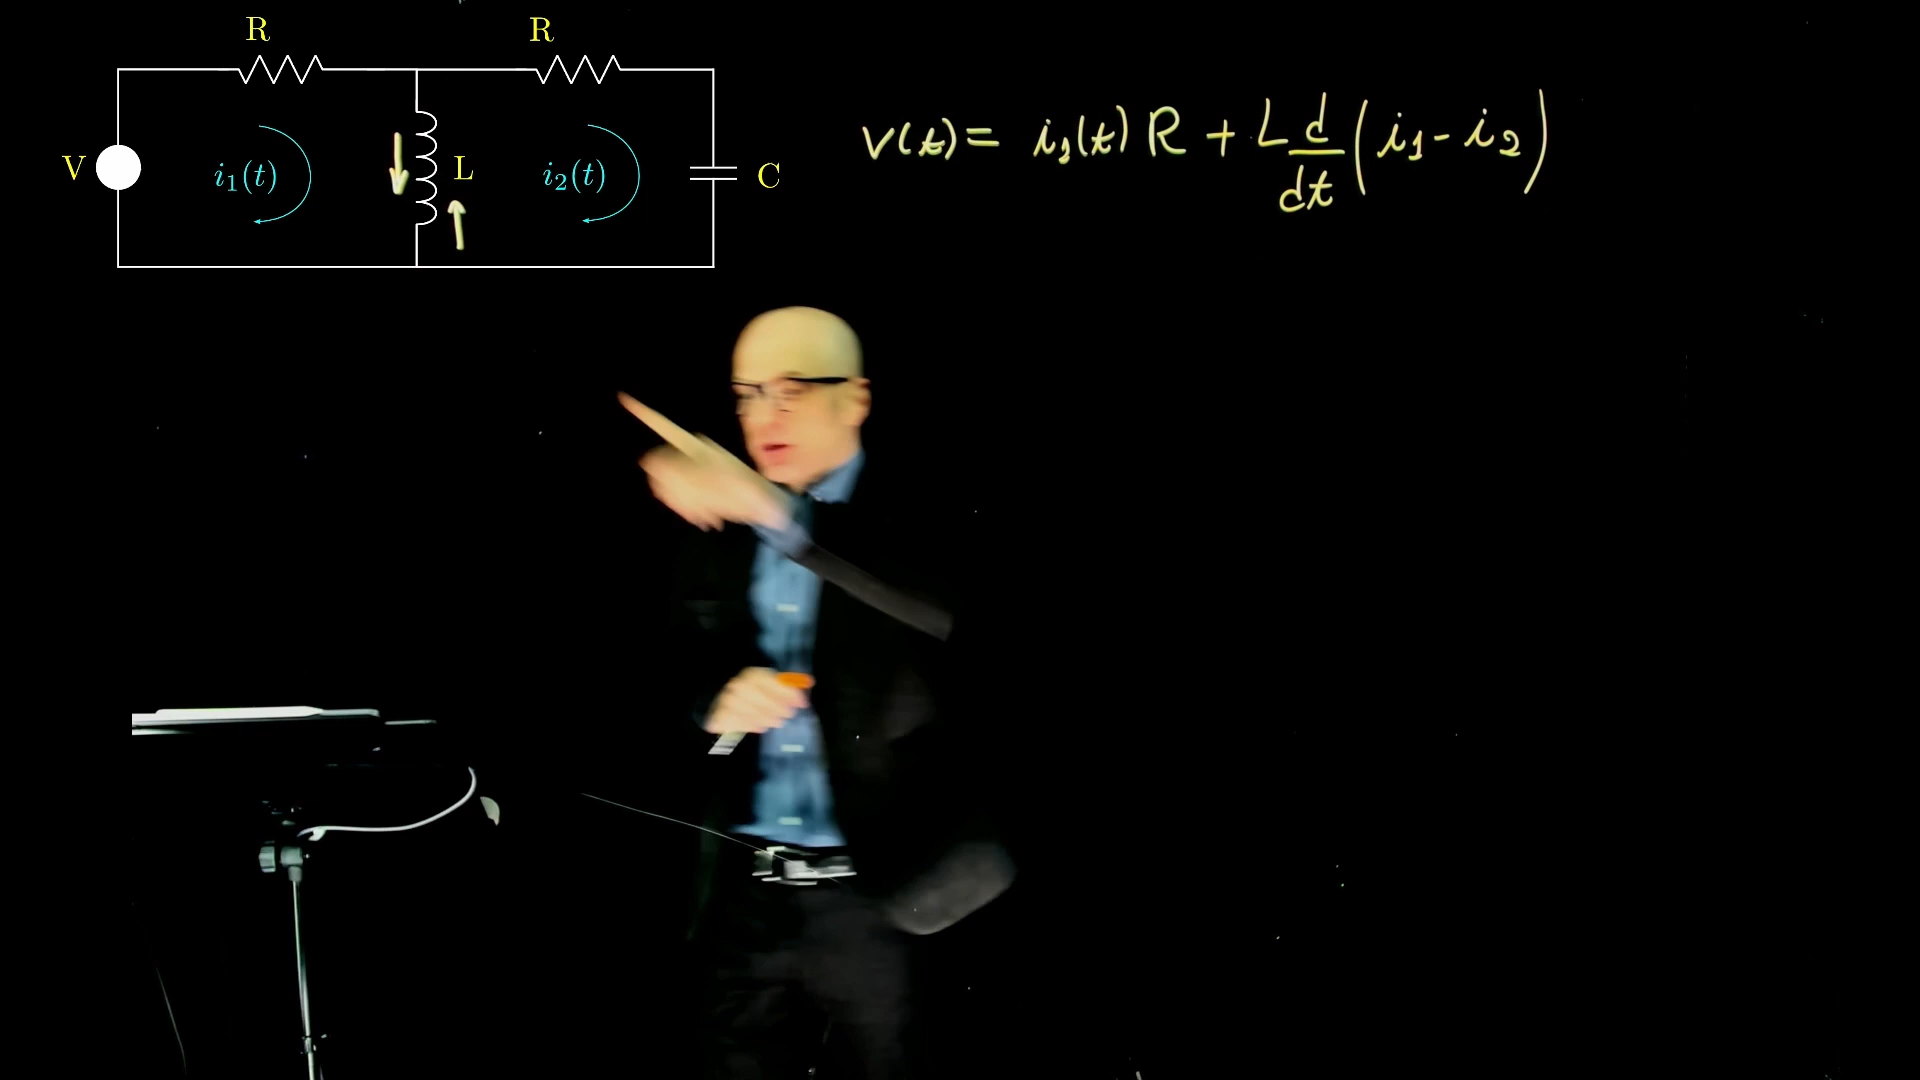 R R
V i₁(t) L i₂(t) C
v(t) = i₁(t) R + L d/dt (i₁ - i₂)